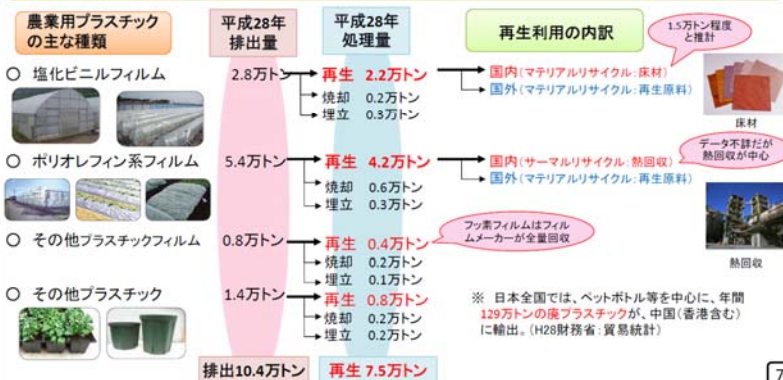 農業用プラスチック
の主な種類
平成28年
排出量
平成28年
処理量
再生利用の内訳
1.5万トン程度
と推計
○ 塩化ビニルフィルム
2.8万トン
再生 2.2万トン
焼却 0.2万トン
埋立 0.3万トン
国内(マテリアルリサイクル:床材)
国外(マテリアルリサイクル:再生原料)
床材
○ ポリオレフィン系フィルム
5.4万トン
再生 4.2万トン
焼却 0.6万トン
埋立 0.3万トン
国内(サーマルリサイクル:熱回収)
国外(マテリアルリサイクル:再生原料)
データ不詳だが
熱回収が中心
熱回収
○ その他プラスチックフィルム
0.8万トン
再生 0.4万トン
焼却 0.2万トン
埋立 0.1万トン
フッ素フィルムはフィル
ムメーカーが全量回収
○ その他プラスチック
1.4万トン
再生 0.8万トン
焼却 0.2万トン
埋立 0.2万トン
※ 日本全国では、ペットボトル等を中心に、年間
129万トンの廃プラスチックが、中国(香港含む)
に輸出。(H28財務省:貿易統計)
排出10.4万トン
再生 7.5万トン